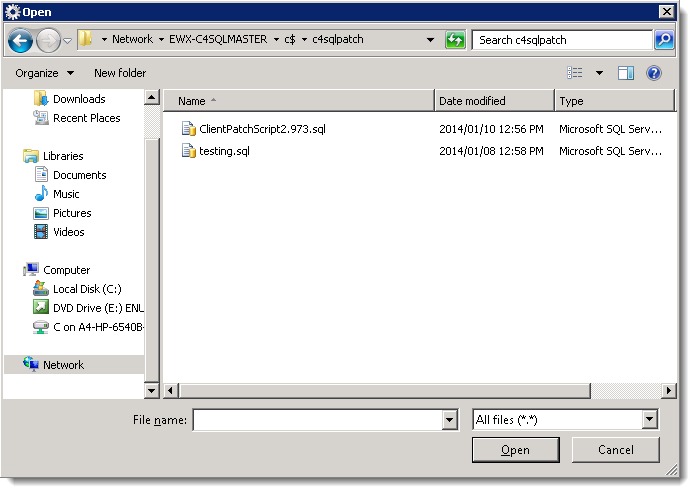 Open
Network ▸ EWX-C4SQLMASTER ▸ c$ ▸ c4sqlpatch
Search c4sqlpatch
Organize
New folder
Downloads
Recent Places
Libraries
Documents
Music
Pictures
Videos
Computer
Local Disk (C:)
DVD Drive (E:) ENL
C on A4-HP-6540B-
Network
Name Date modified Type
ClientPatchScript2.973.sql 2014/01/10 12:56 PM Microsoft SQL Serv...
testing.sql 2014/01/08 12:58 PM Microsoft SQL Serv...
File name:
All files (*.*)
Open
Cancel